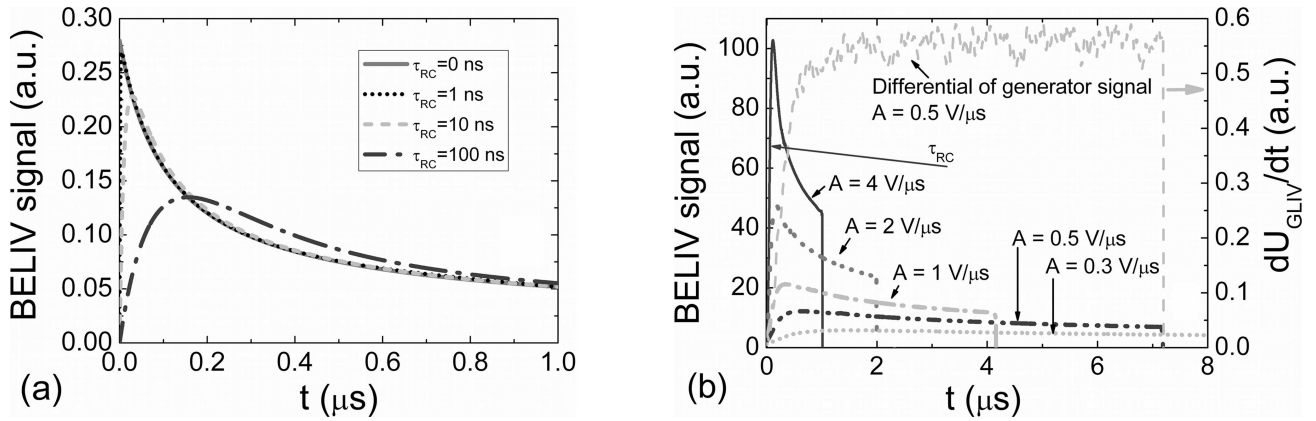 BELIV signal (a.u.)
0.30
0.25
0.20
0.15
0.10
0.05
0.00
τRC=0 ns
τRC=1 ns
τRC=10 ns
τRC=100 ns
0.0 0.2 0.4 0.6 0.8 1.0
t (μs)
(a)
BELIV signal (a.u.)
100
80
60
40
20
0
Differential of generator signal
A = 0.5 V/μs
τRC
A = 4 V/μs
A = 2 V/μs
A = 1 V/μs
A = 0.5 V/μs
A = 0.3 V/μs
0.6
0.5
0.4
0.3
0.2
0.1
0.0
dUGLIV/dt (a.u.)
0 2 4 6 8
t (μs)
(b)